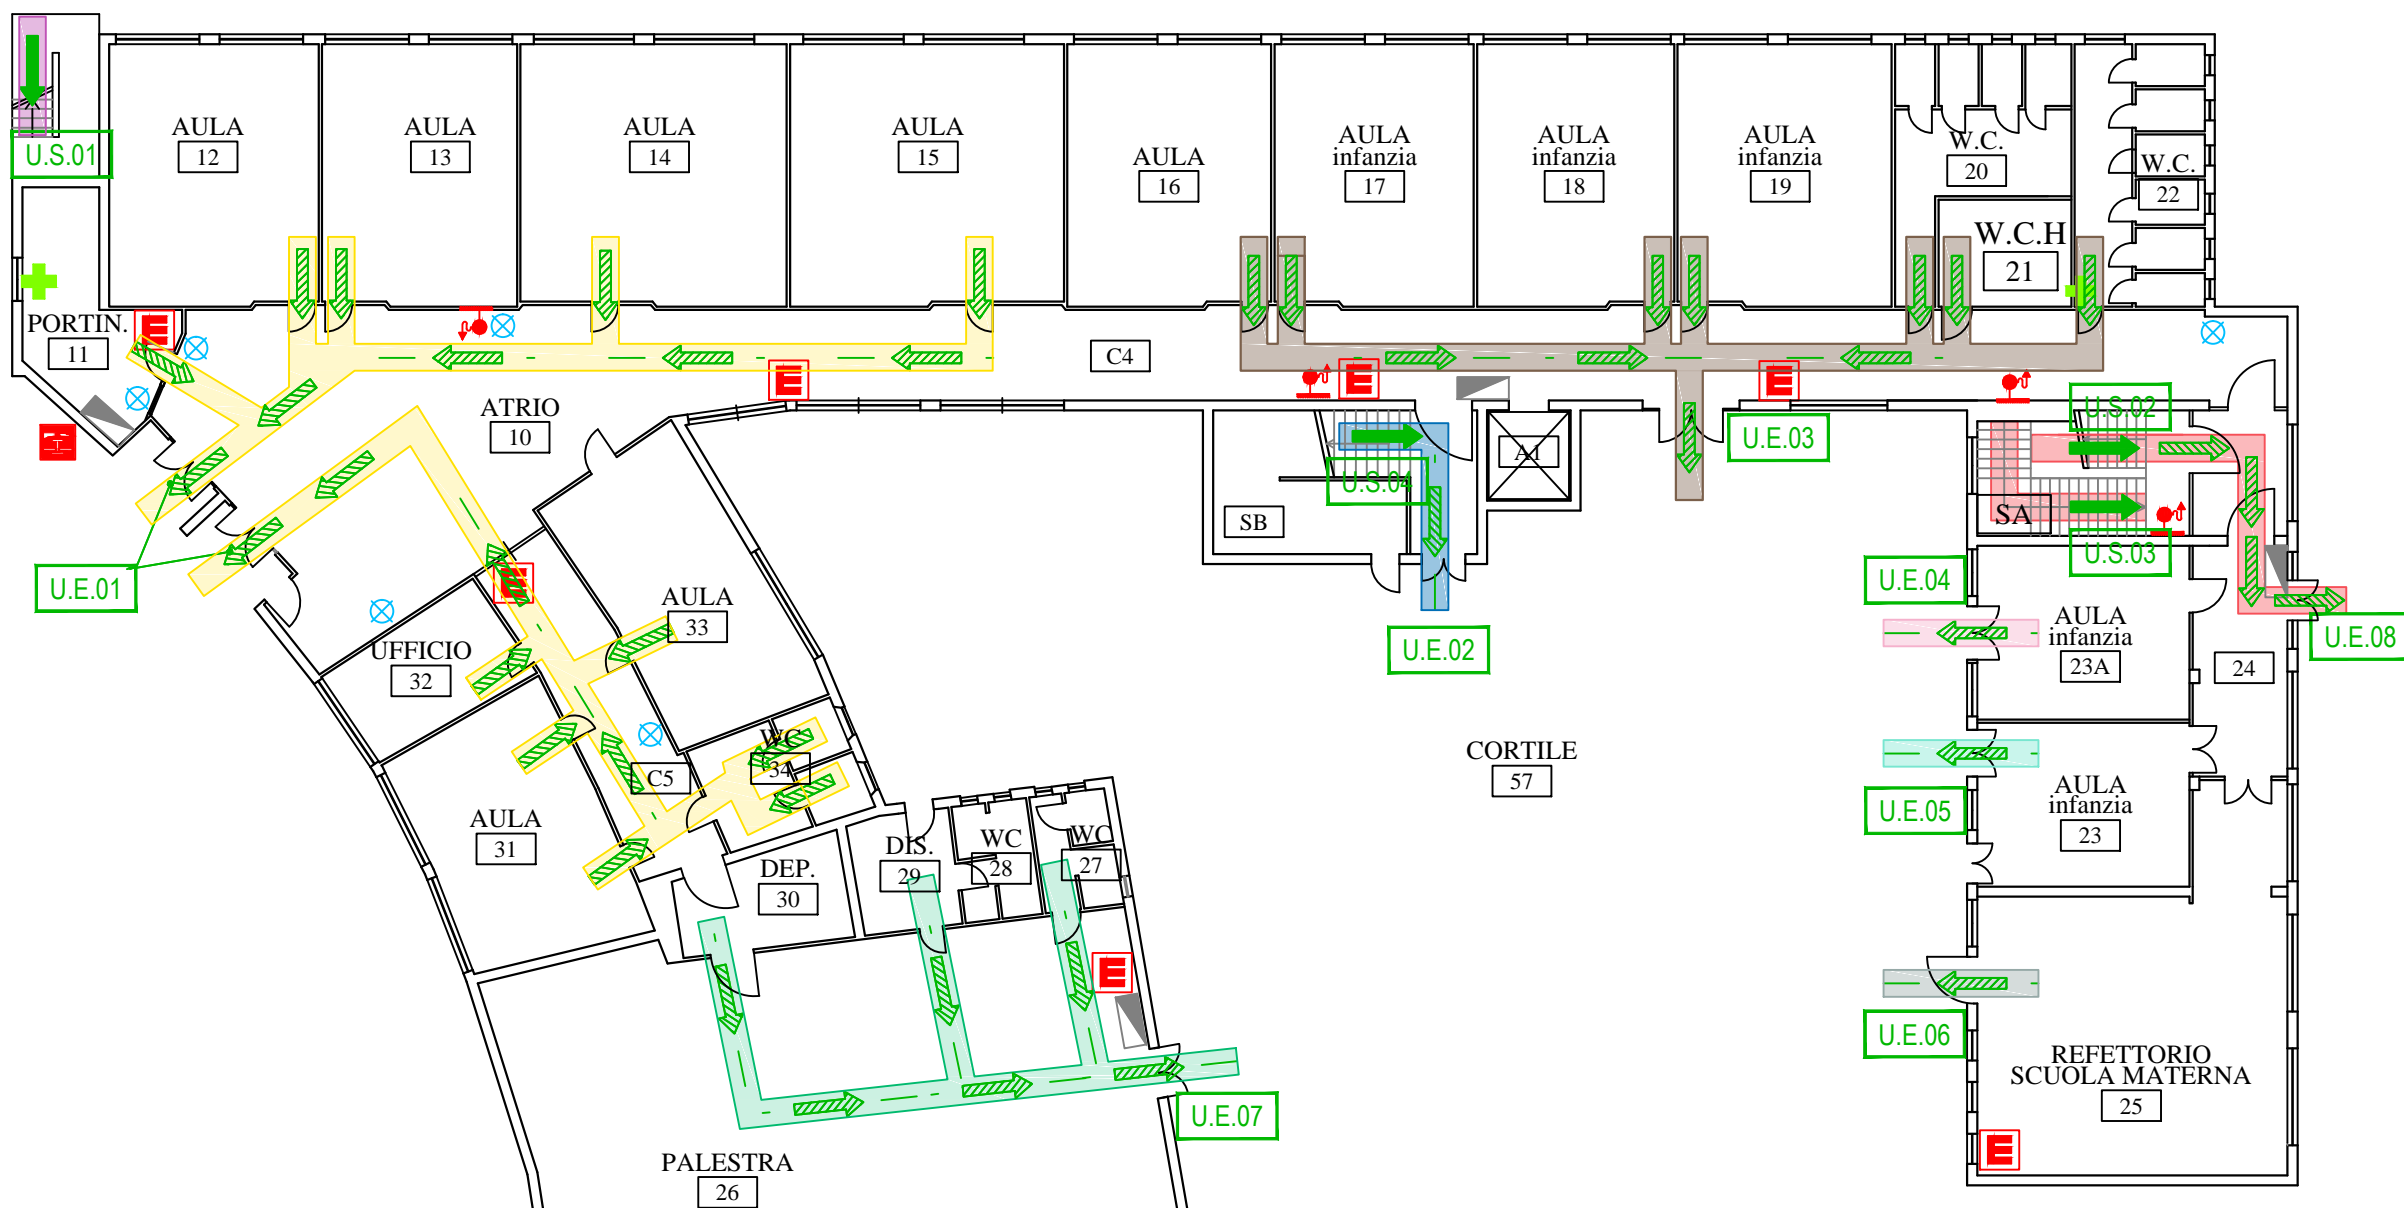 U.S.01
AULA
12
AULA
13
AULA
14
AULA
15
AULA
16
AULA
infanzia
17
AULA
infanzia
18
AULA
infanzia
19
W.C.
20
W.C.
22
W.C.H
21
PORTIN.
11
C4
ATRIO
10
U.S.02
U.E.03
A1
U.S.04
SB
SA
U.S.03
U.E.01
U.E.04
AULA
33
AULA
infanzia
23A
U.E.08
24
UFFICIO
32
U.E.02
WC
34
C5
CORTILE
57
AULA
infanzia
23
U.E.05
AULA
31
DIS.
29
WC
28
WC
27
DEP.
30
U.E.06
REFETTORIO
SCUOLA MATERNA
25
U.E.07
PALESTRA
26